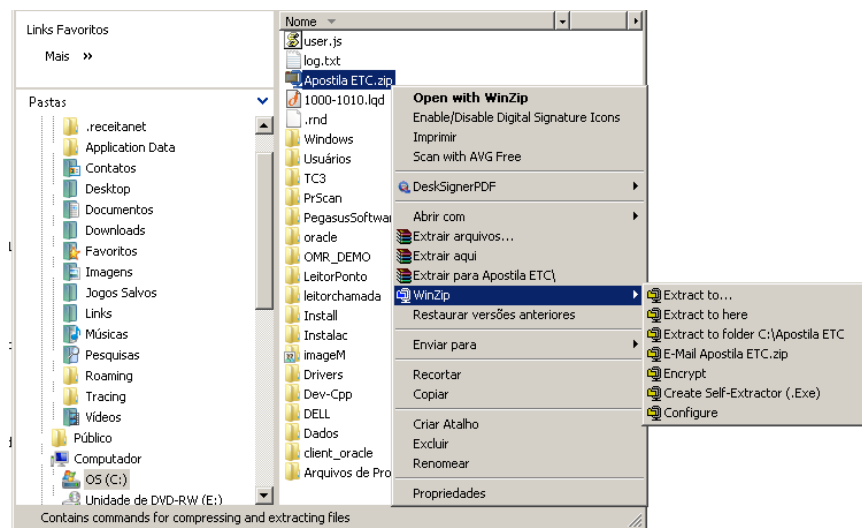 Links Favoritos
Mais »
Pastas
.receitanet
Application Data
Contatos
Desktop
Documentos
Downloads
Favoritos
Imagens
Jogos Salvos
Links
Músicas
Pesquisas
Roaming
Tracing
Vídeos
Público
Computador
OS (C:)
Unidade de DVD-RW (E:)
Nome
user.js
log.txt
Apostila ETC.zip
1000-1010.lqd
.rnd
Windows
Usuários
TC3
PrScan
PegasusSoftwa
oracle
OMR_DEMO
LeitorPonto
leitorchamada
Install
Instalac
imageM
Drivers
Dev-Cpp
DELL
Dados
client_oracle
Arquivos de Pro
Open with WinZip
Enable/Disable Digital Signature Icons
Imprimir
Scan with AVG Free
DeskSignerPDF
Abrir com
Extrair arquivos...
Extrair aqui
Extrair para Apostila ETC\
WinZip
Restaurar versões anteriores
Enviar para
Recortar
Copiar
Criar Atalho
Excluir
Renomear
Propriedades
Extract to...
Extract to here
Extract to folder C:\Apostila ETC
E-Mail Apostila ETC.zip
Encrypt
Create Self-Extractor (.Exe)
Configure
Contains commands for compressing and extracting files